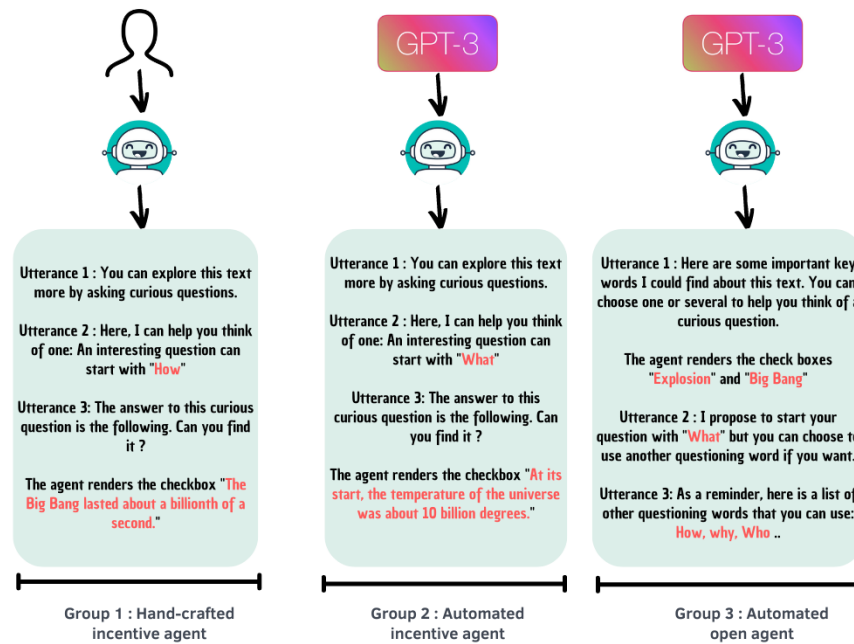 GPT-3
GPT-3
Utterance 1 : You can explore this text
more by asking curious questions.
Utterance 2 : Here, I can help you think
of one: An interesting question can
start with "How"
Utterance 3: The answer to this curious
question is the following. Can you find
it ?
The agent renders the checkbox "The
Big Bang lasted about a billionth of a
second."
Group 1 : Hand-crafted
incentive agent
Utterance 1 : You can explore this text
more by asking curious questions.
Utterance 2 : Here, I can help you think
of one: An interesting question can
start with "What"
Utterance 3: The answer to this
curious question is the following. Can
you find it ?
The agent renders the checkbox "At its
start, the temperature of the universe
was about 10 billion degrees."
Group 2 : Automated
incentive agent
Utterance 1 : Here are some important key
words I could find about this text. You can
choose one or several to help you think of a
curious question.
The agent renders the check boxes
"Explosion" and "Big Bang"
Utterance 2 : I propose to start your
question with "What" but you can choose to
use another questioning word if you want.
Utterance 3: As a reminder, here is a list of
other questioning words that you can use:
How, why, Who ..
Group 3 : Automated
open agent